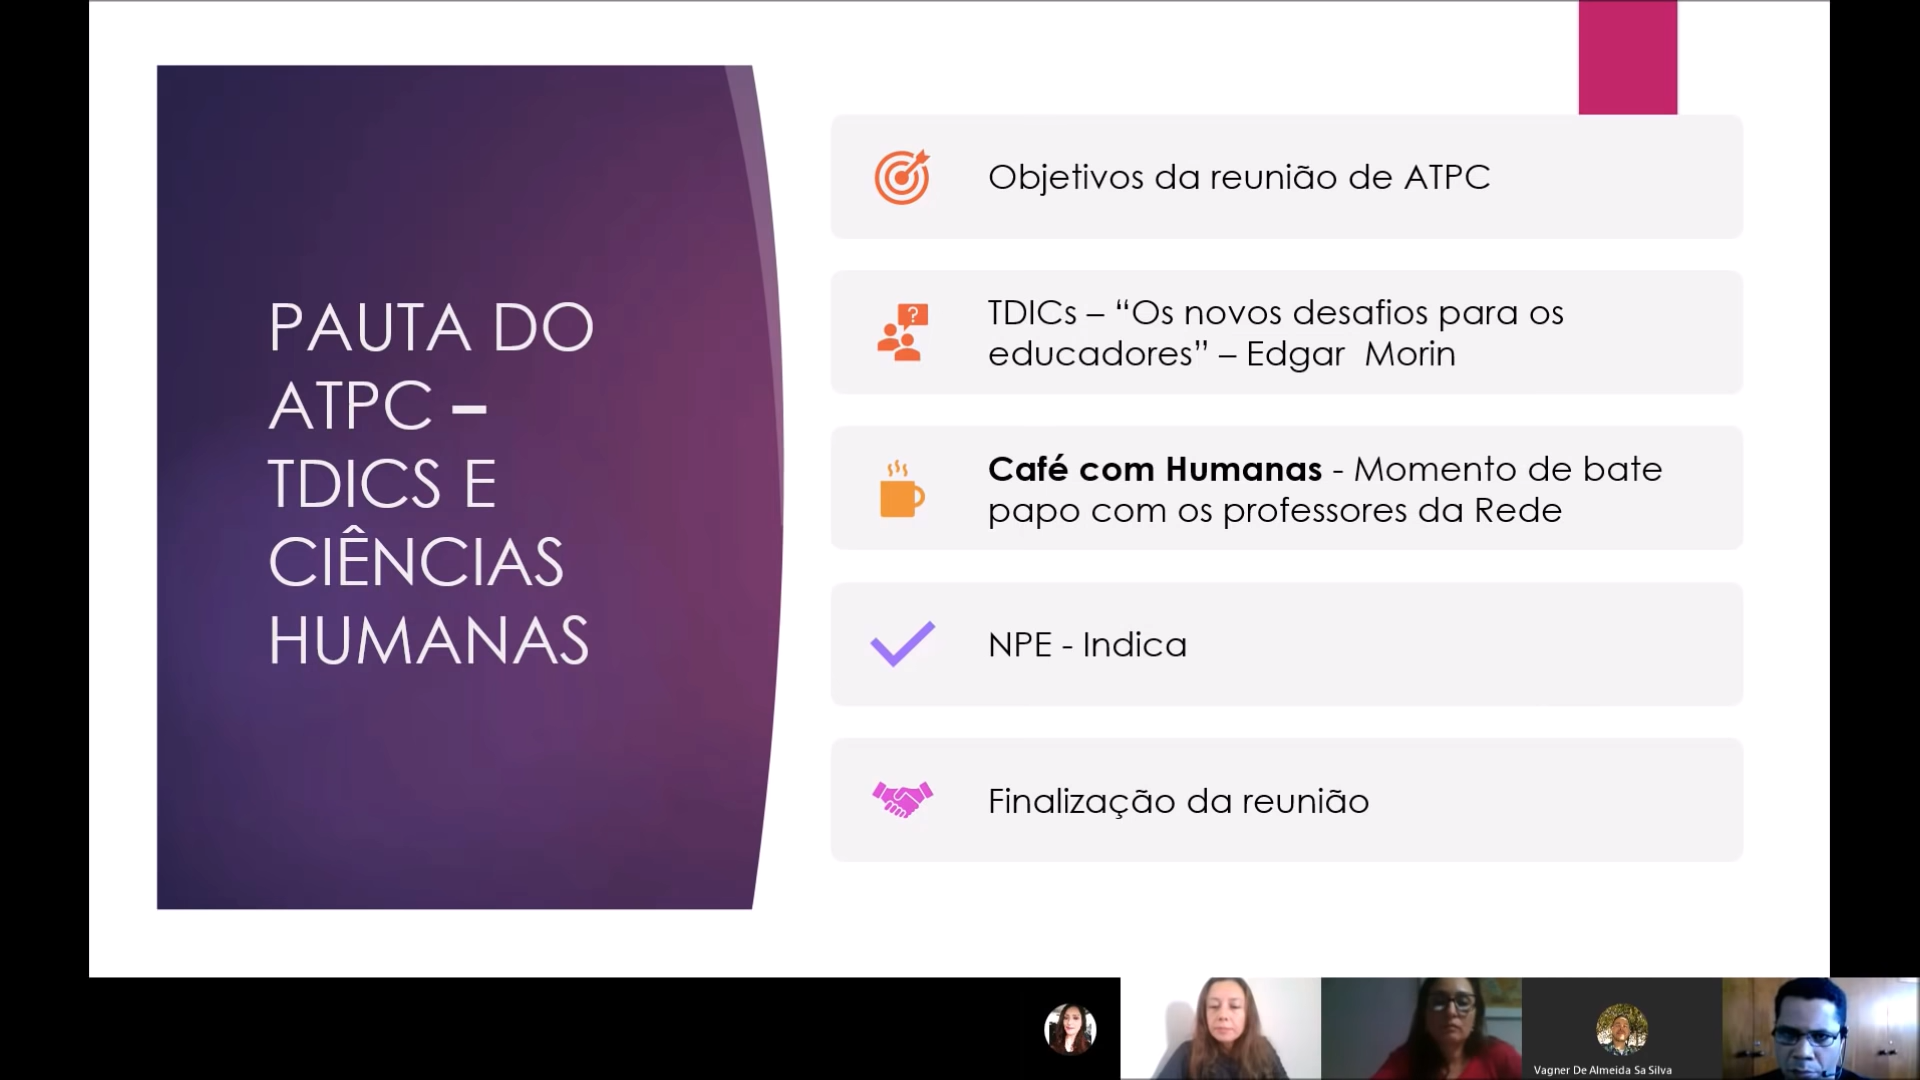 PAUTA DO
ATPC –
TDICS E
CIÊNCIAS
HUMANAS
Objetivos da reunião de ATPC
?
TDICs – “Os novos desafios para os
educadores” – Edgar  Morin
Café com Humanas - Momento de bate
papo com os professores da Rede
NPE - Indica
Finalização da reunião
Vagner De Almeida Sa Silva